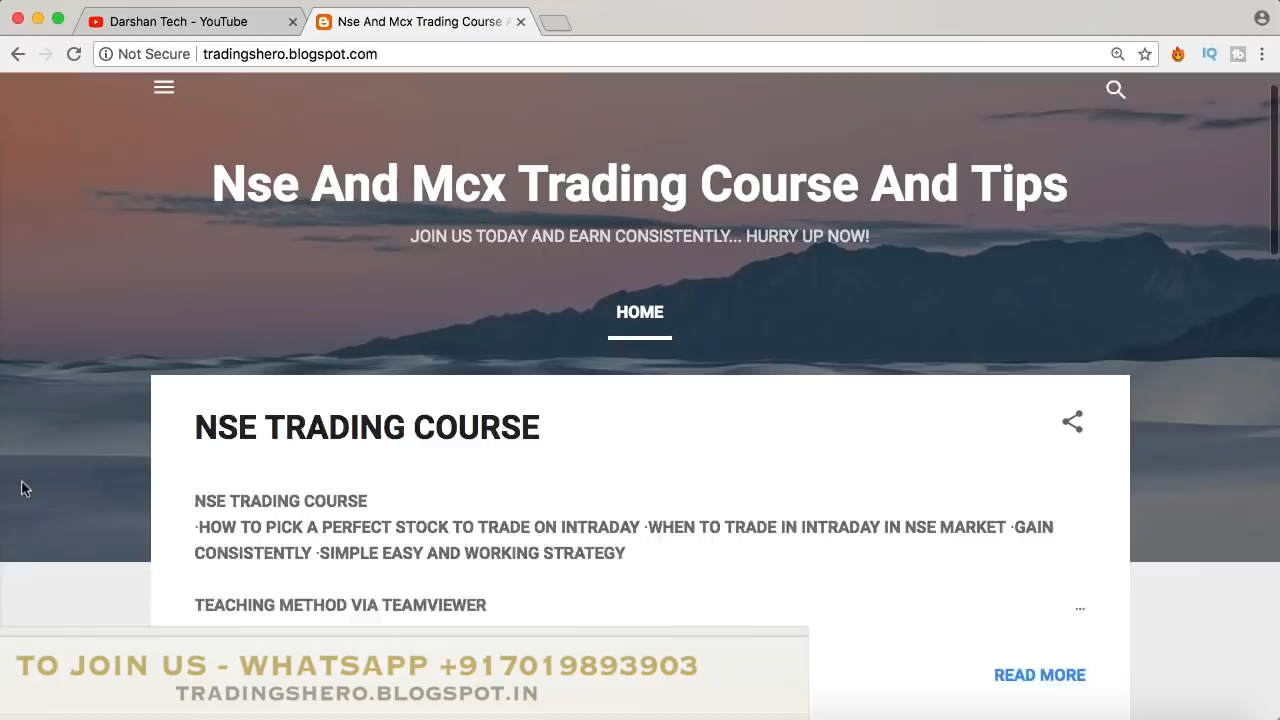 Darshan Tech - YouTube
Nse And Mcx Trading Course
Not Secure
tradingshero.blogspot.com
IQ
tb
Nse And Mcx Trading Course And Tips
JOIN US TODAY AND EARN CONSISTENTLY... HURRY UP NOW!
HOME
NSE TRADING COURSE
NSE TRADING COURSE
·HOW TO PICK A PERFECT STOCK TO TRADE ON INTRADAY ·WHEN TO TRADE IN INTRADAY IN NSE MARKET ·GAIN
CONSISTENTLY ·SIMPLE EASY AND WORKING STRATEGY
TEACHING METHOD VIA TEAMVIEWER ...
READ MORE
TO JOIN US - WHATSAPP +917019893903
TRADINGSHERO.BLOGSPOT.IN